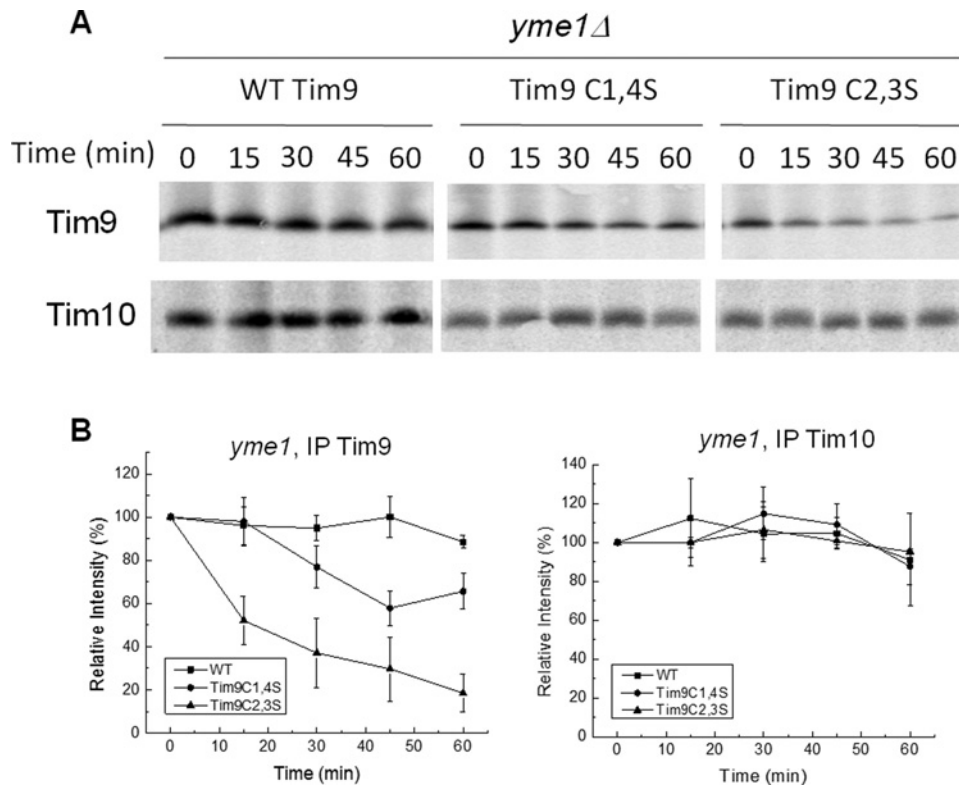 A
yme1Δ
WT Tim9 Tim9 C1,4S Tim9 C2,3S
Time (min) 0 15 30 45 60 0 15 30 45 60 0 15 30 45 60
Tim9
Tim10
B
yme1, IP Tim9
120
100
80
60
40
20
0
Relative Intensity (%)
WT
Tim9C1,4S
Tim9C2,3S
0 10 20 30 40 50 60
Time (min)
yme1, IP Tim10
140
120
100
80
60
40
20
0
Relative Intensity (%)
WT
Tim9C1,4S
Tim9C2,3S
0 10 20 30 40 50 60
Time (min)